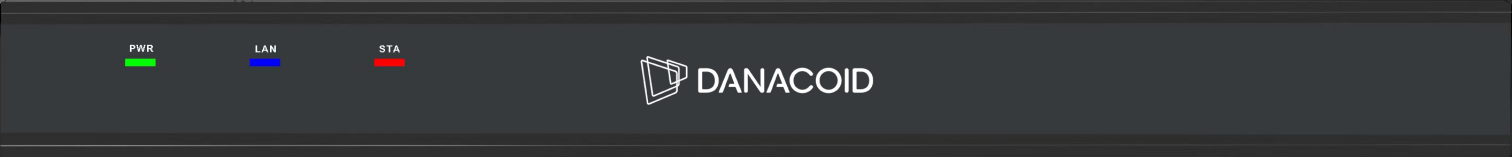 PWR LAN STA
DANACOID